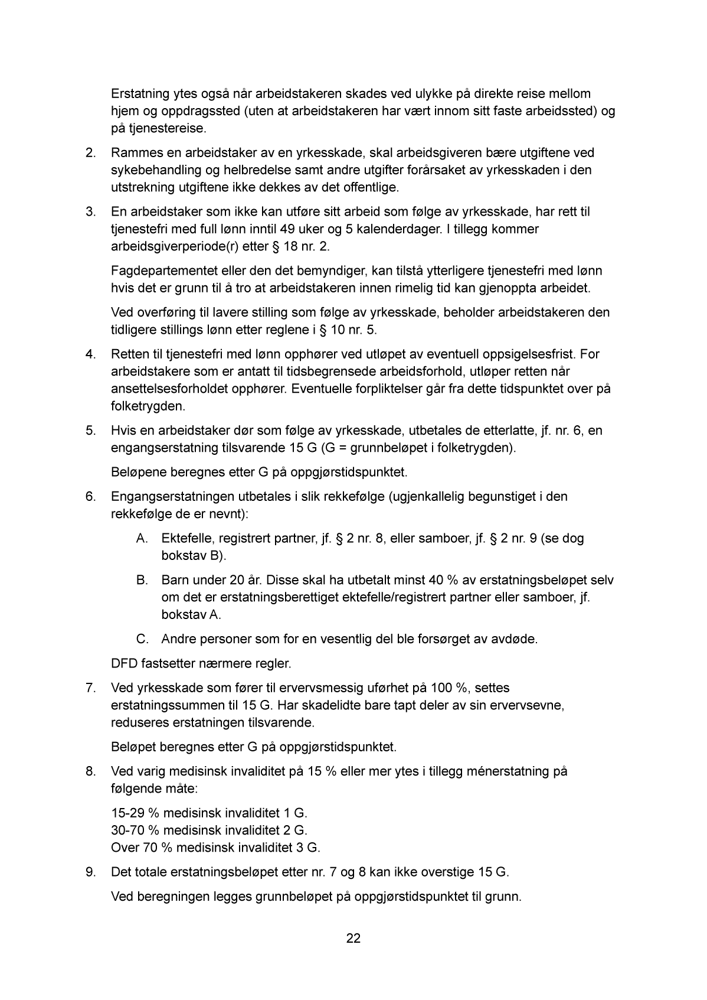 Erstatning ytes også når arbeidstakeren skades ved ulykke på direkte reise mellom
hjem og oppdragssted (uten at arbeidstakeren har vært innom sitt faste arbeidssted) og
på tjenestereise.
2. Rammes en arbeidstaker av en yrkesskade, skal arbeidsgiveren bære utgiftene ved
sykebehandling og helbredelse samt andre utgifter forårsaket av yrkesskaden i den
utstrekning utgiftene ikke dekkes av det offentlige.
3. En arbeidstaker som ikke kan utføre sitt arbeid som følge av yrkesskade, har rett til
tjenestefri med full lønn inntil 49 uker og 5 kalenderdager. I tillegg kommer
arbeidsgiverperiode(r) etter § 18 nr. 2.
Fagdepartementet eller den det bemyndiger, kan tilstå ytterligere tjenestefri med lønn
hvis det er grunn til å tro at arbeidstakeren innen rimelig tid kan gjenoppta arbeidet.
Ved overføring til lavere stilling som følge av yrkesskade, beholder arbeidstakeren den
tidligere stillings lønn etter reglene i § 10 nr. 5.
4. Retten til tjenestefri med lønn opphører ved utløpet av eventuell oppsigelsesfrist. For
arbeidstakere som er antatt til tidsbegrensede arbeidsforhold, utløper retten når
ansettelsesforholdet opphører. Eventuelle forpliktelser går fra dette tidspunktet over på
folketrygden.
5. Hvis en arbeidstaker dør som følge av yrkesskade, utbetales de etterlatte, jf. nr. 6, en
engangserstatning tilsvarende 15 G (G = grunnbeløpet i folketrygden).
Beløpene beregnes etter G på oppgjørstidspunktet.
6. Engangserstatningen utbetales i slik rekkefølge (ugjenkallelig begunstiget i den
rekkefølge de er nevnt):
A. Ektefelle, registrert partner, jf. § 2 nr. 8, eller samboer, jf. § 2 nr. 9 (se dog
bokstav B).
B. Barn under 20 år. Disse skal ha utbetalt minst 40 % av erstatningsbeløpet selv
om det er erstatningsberettiget ektefelle/registrert partner eller samboer, jf.
bokstav A.
C. Andre personer som for en vesentlig del ble forsørget av avdøde.
DFD fastsetter nærmere regler.
7. Ved yrkesskade som fører til ervervsmessig uførhet på 100 %, settes
erstatningssummen til 15 G. Har skadelidte bare tapt deler av sin ervervsevne,
reduseres erstatningen tilsvarende.
Beløpet beregnes etter G på oppgjørstidspunktet.
8. Ved varig medisinsk invaliditet på 15 % eller mer ytes i tillegg ménerstatning på
følgende måte:
15-29 % medisinsk invaliditet 1 G.
30-70 % medisinsk invaliditet 2 G.
Over 70 % medisinsk invaliditet 3 G.
9. Det totale erstatningsbeløpet etter nr. 7 og 8 kan ikke overstige 15 G.
Ved beregningen legges grunnbeløpet på oppgjørstidspunktet til grunn.
22